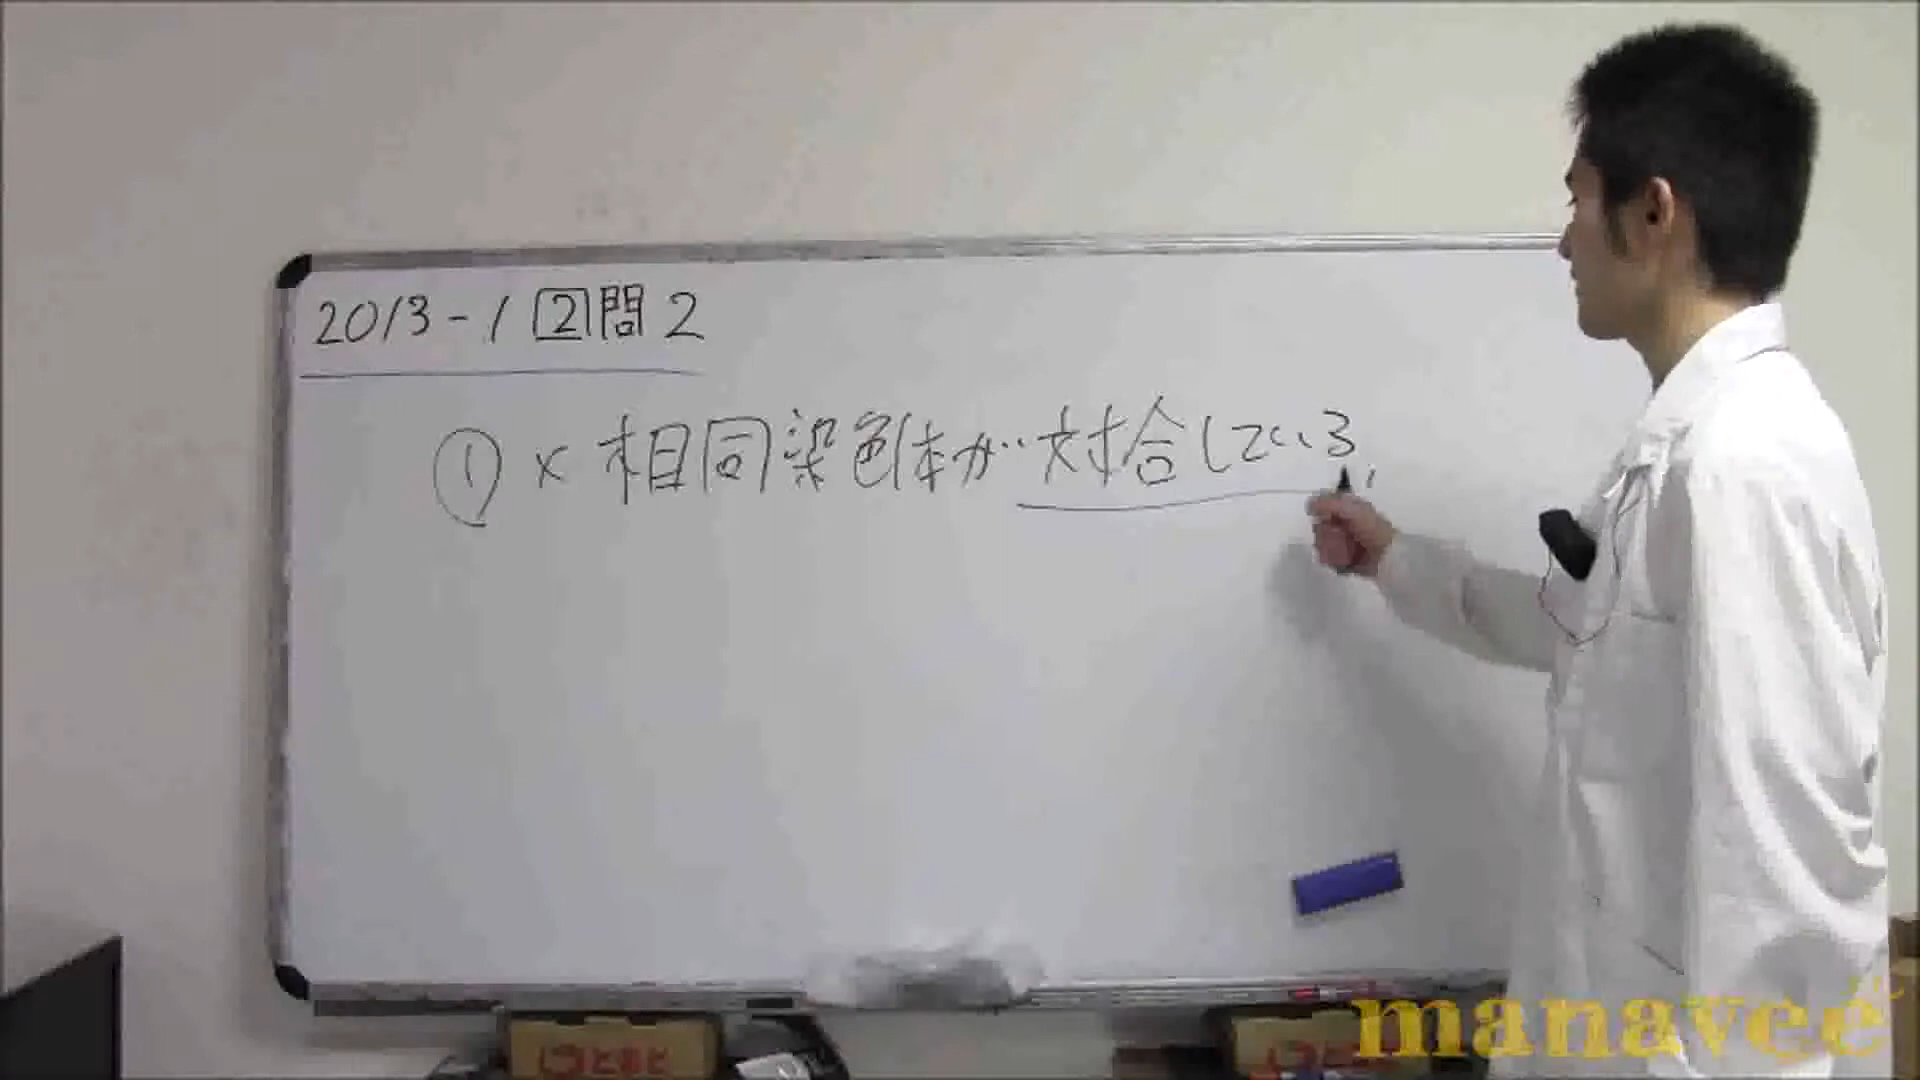 2013-1 2 問2
① × 相同染色体が対合している,
manavee